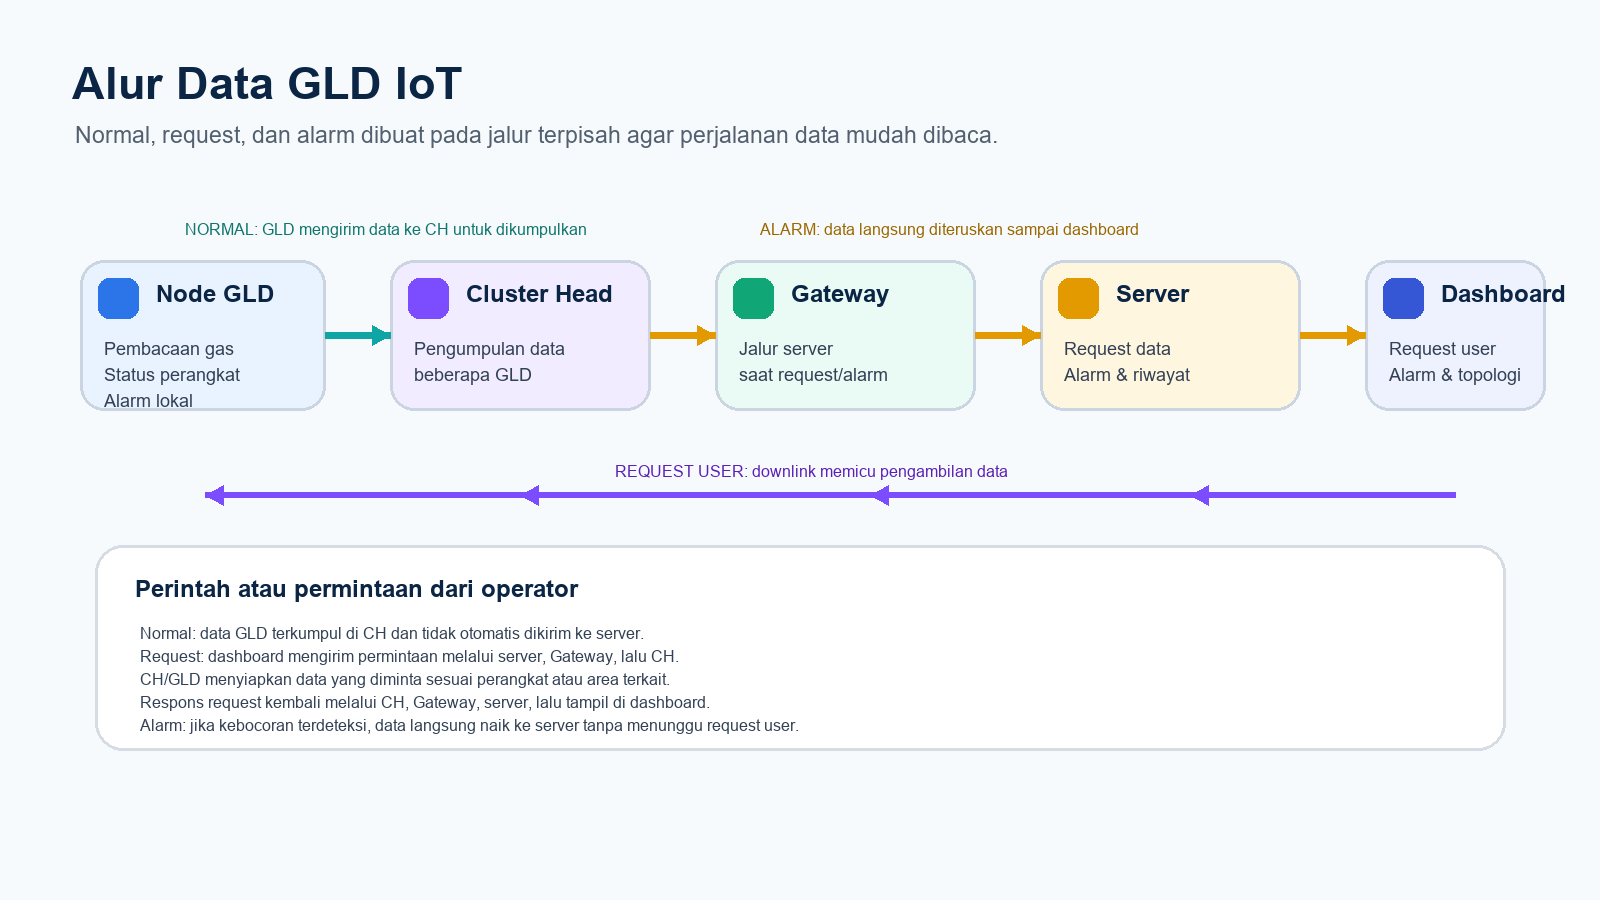 Alur Data GLD IoT
Normal, request, dan alarm dibuat pada jalur terpisah agar perjalanan data mudah dibaca.
NORMAL: GLD mengirim data ke CH untuk dikumpulkan
ALARM: data langsung diteruskan sampai dashboard
Node GLD
Pembacaan gas
Status perangkat
Alarm lokal
Cluster Head
Pengumpulan data
beberapa GLD
Gateway
Jalur server
saat request/alarm
Server
Request data
Alarm & riwayat
Dashboard
Request user
Alarm & topologi
REQUEST USER: downlink memicu pengambilan data
Perintah atau permintaan dari operator
Normal: data GLD terkumpul di CH dan tidak otomatis dikirim ke server.
Request: dashboard mengirim permintaan melalui server, Gateway, lalu CH.
CH/GLD menyiapkan data yang diminta sesuai perangkat atau area terkait.
Respons request kembali melalui CH, Gateway, server, lalu tampil di dashboard.
Alarm: jika kebocoran terdeteksi, data langsung naik ke server tanpa menunggu request user.